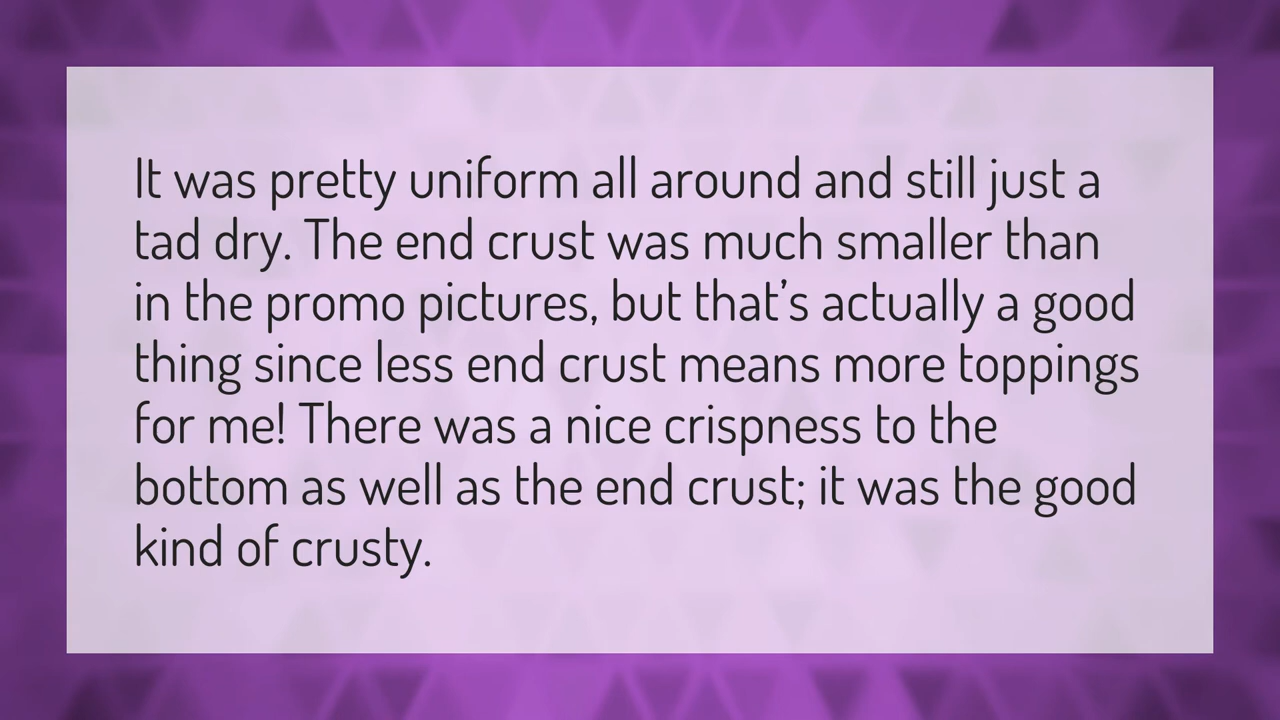 It was pretty uniform all around and still just a
tad dry. The end crust was much smaller than
in the promo pictures, but that’s actually a good
thing since less end crust means more toppings
for me! There was a nice crispness to the
bottom as well as the end crust; it was the good
kind of crusty.